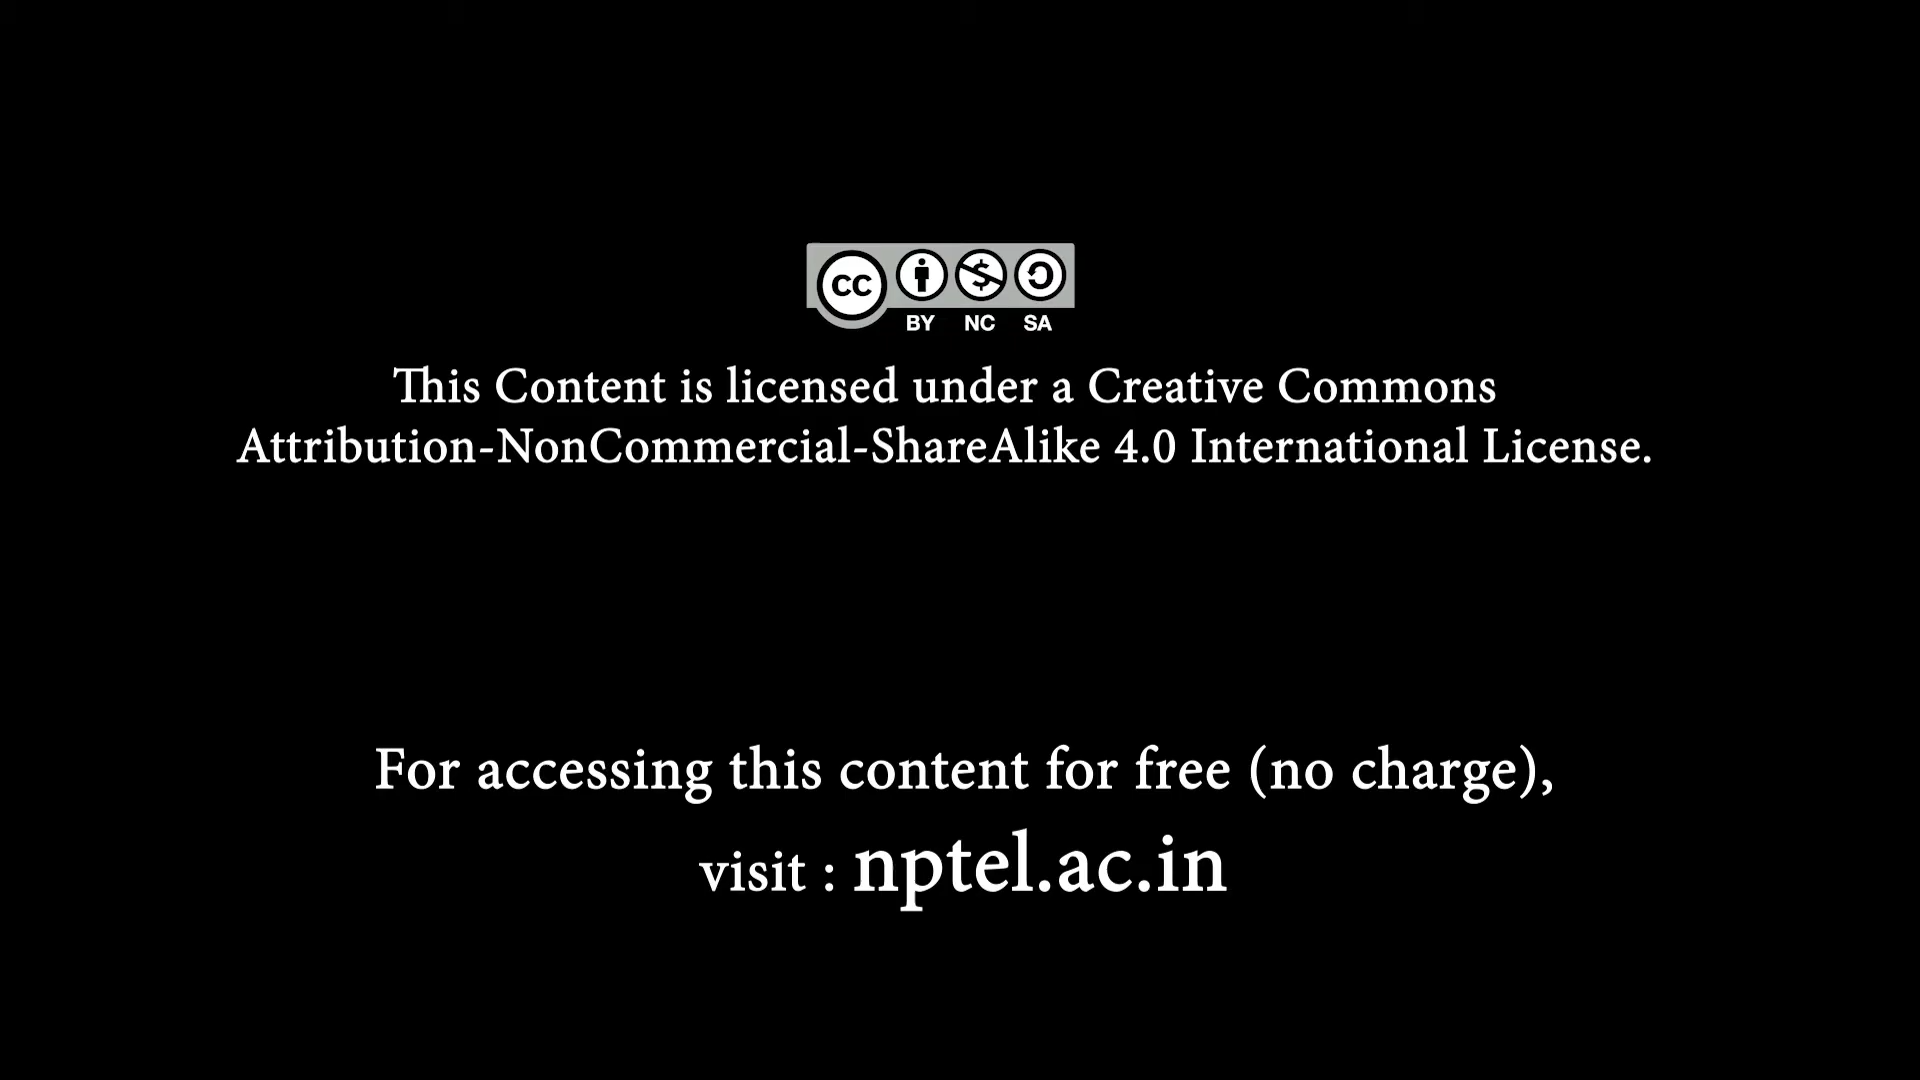 cc
BY NC SA
This Content is licensed under a Creative Commons
Attribution-NonCommercial-ShareAlike 4.0 International License.
For accessing this content for free (no charge),
visit : nptel.ac.in